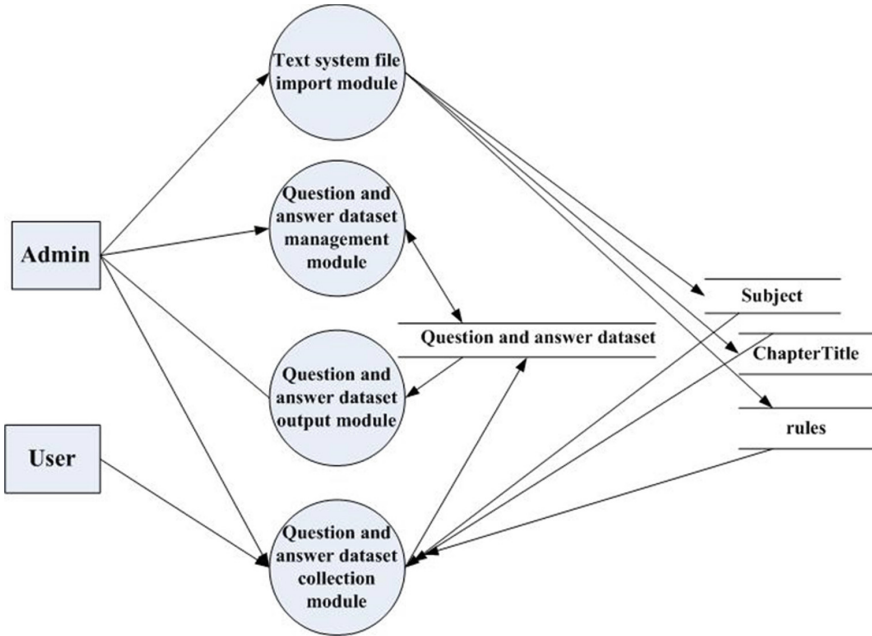 Text system file
import module
Question and
answer dataset
management
module
Admin
Subject
Question and answer dataset
ChapterTitle
Question and
answer dataset
output module
rules
User
Question and
answer dataset
collection
module